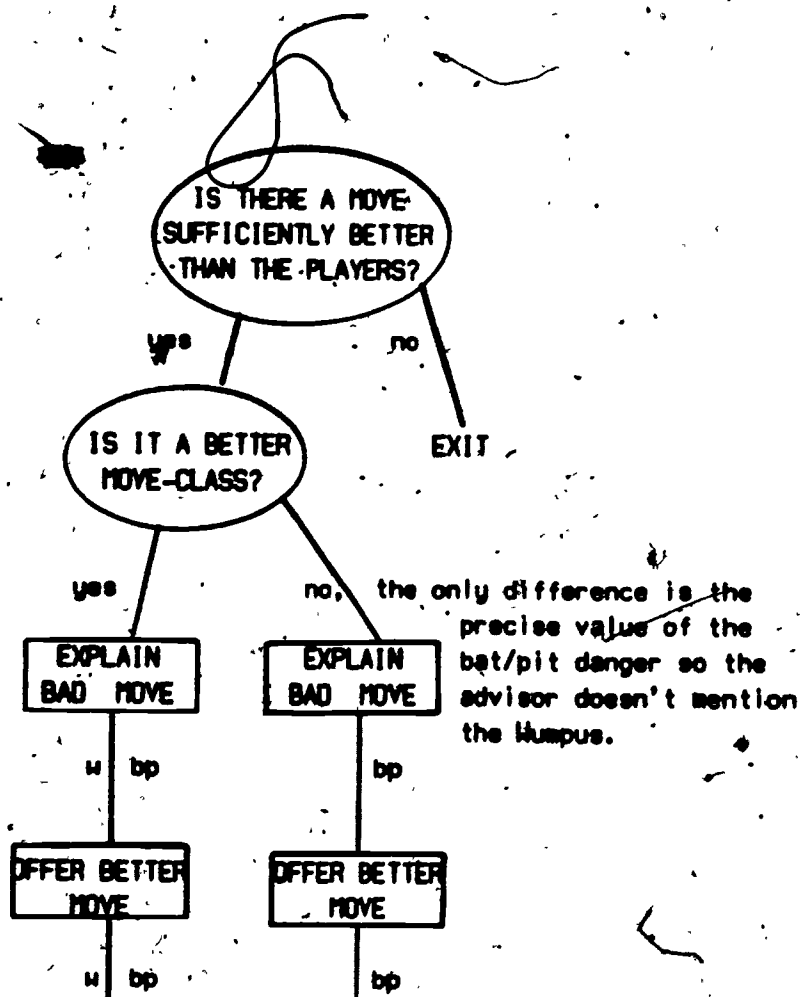 IS THERE A MOVE
SUFFICIENTLY BETTER
THAN THE PLAYERS?
yes
no
EXIT
IS IT A BETTER
MOVE-CLASS?
yes
no, the only difference is the
precise value of the
bat/pit danger so the
advisor doesn't mention
the Wumpus.
EXPLAIN
BAD MOVE
EXPLAIN
BAD MOVE
w bp
bp
OFFER BETTER
MOVE
OFFER BETTER
MOVE
w bp
bp